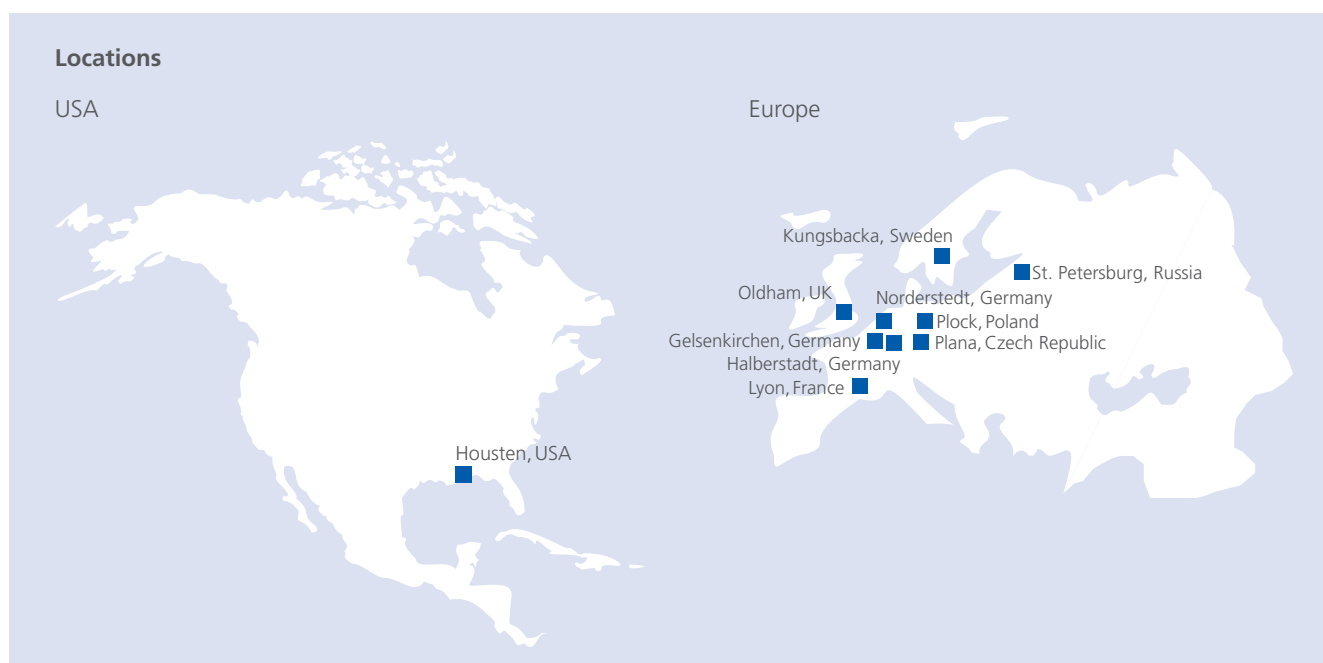 Locations
USA
Europe
Kungsbacka, Sweden
St. Petersburg, Russia
Oldham, UK
Norderstedt, Germany
Plock, Poland
Gelsenkirchen, Germany
Plana, Czech Republic
Halberstadt, Germany
Lyon, France
Housten, USA